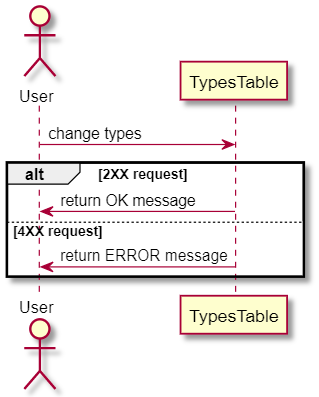 User
TypesTable
change types
alt [2XX request]
return OK message
[4XX request]
return ERROR message
User
TypesTable